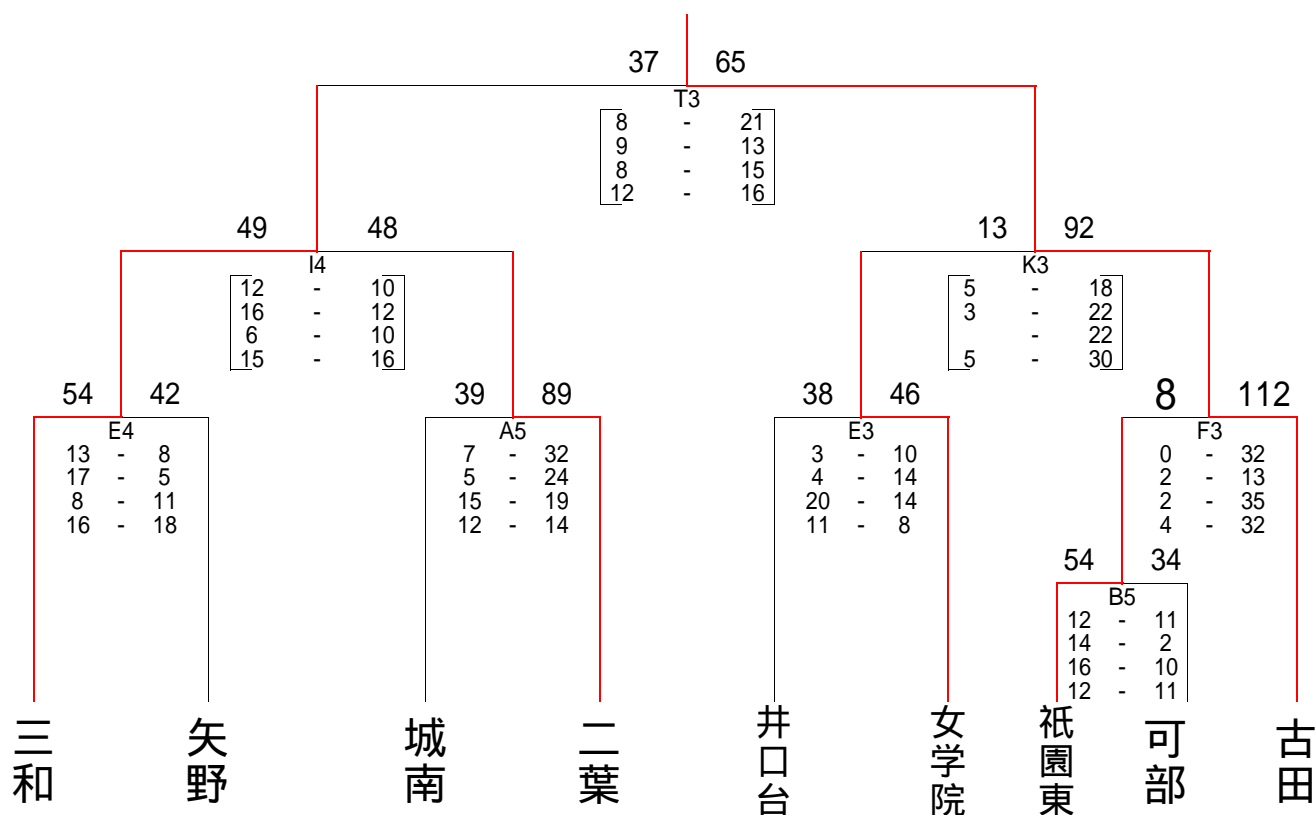 37 65
T3
8 - 21
9 - 13
8 - 15
12 - 16
49 48
I4
12 - 10
16 - 12
6 - 10
15 - 16
13 92
K3
5 - 18
3 - 22
- 22
5 - 30
54 42
E4
13 - 8
17 - 5
8 - 11
16 - 18
39 89
A5
7 - 32
5 - 24
15 - 19
12 - 14
38 46
E3
3 - 10
4 - 14
20 - 14
11 - 8
8 112
F3
0 - 32
2 - 13
2 - 35
4 - 32
54 34
B5
12 - 11
14 - 2
16 - 10
12 - 11
三和
矢野
城南
二葉
井口台
女学院
祇園東
可部
古田